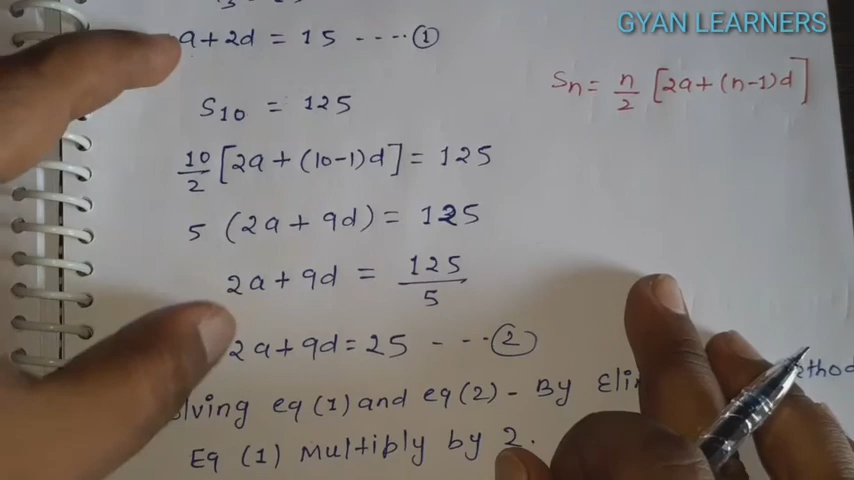 GYAN LEARNERS
a + 2d = 15 ---- ①
Sn = n/2 [2a + (n-1)d]
S10 = 125
10/2 [2a + (10-1)d] = 125
5 (2a + 9d) = 125
2a + 9d = 125/5
2a + 9d = 25 - --- ②
eq (1) and eq (2) - By
Eq (1) Multibly by 2.